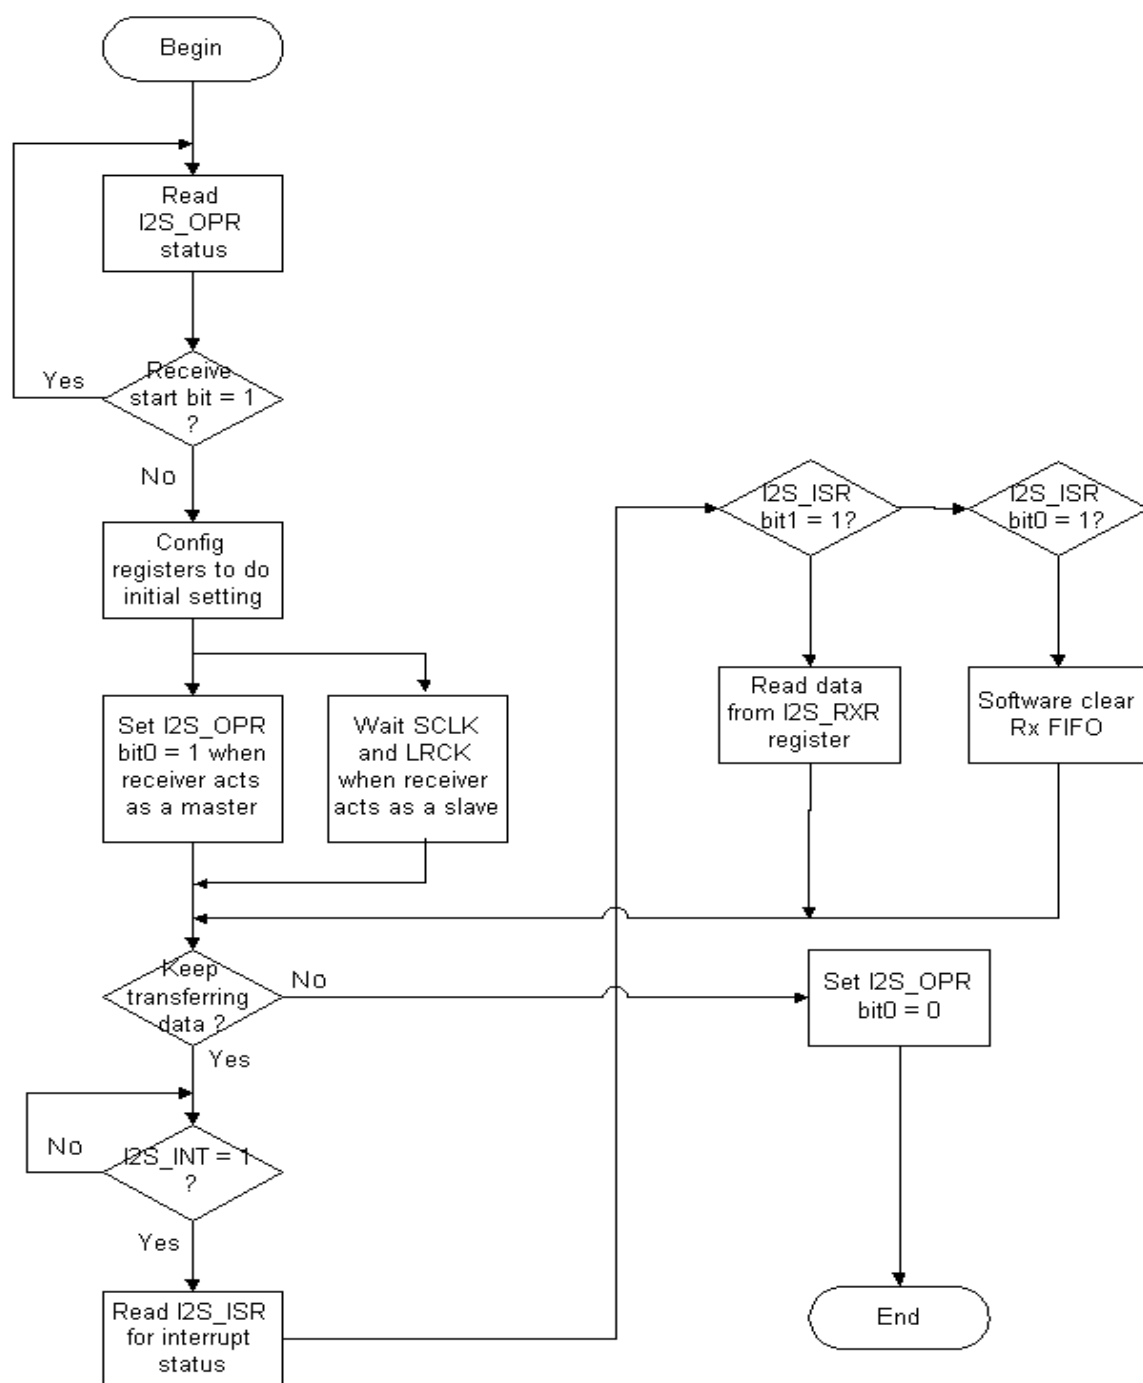 Begin
Read
I2S_OPR
status
Receive
start bit = 1
?
Yes
No
Config
registers to do
initial setting
Set I2S_OPR
bit0 = 1 when
receiver acts
as a master
Wait SCLK
and LRCK
when receiver
acts as a slave
Keep
transferring
data ?
No
Yes
I2S_INT = 1
?
No
Yes
Read I2S_ISR
for interrupt
status
I2S_ISR
bit1 = 1?
I2S_ISR
bit0 = 1?
Read data
from I2S_RXR
register
Software clear
Rx FIFO
Set I2S_OPR
bit0 = 0
End